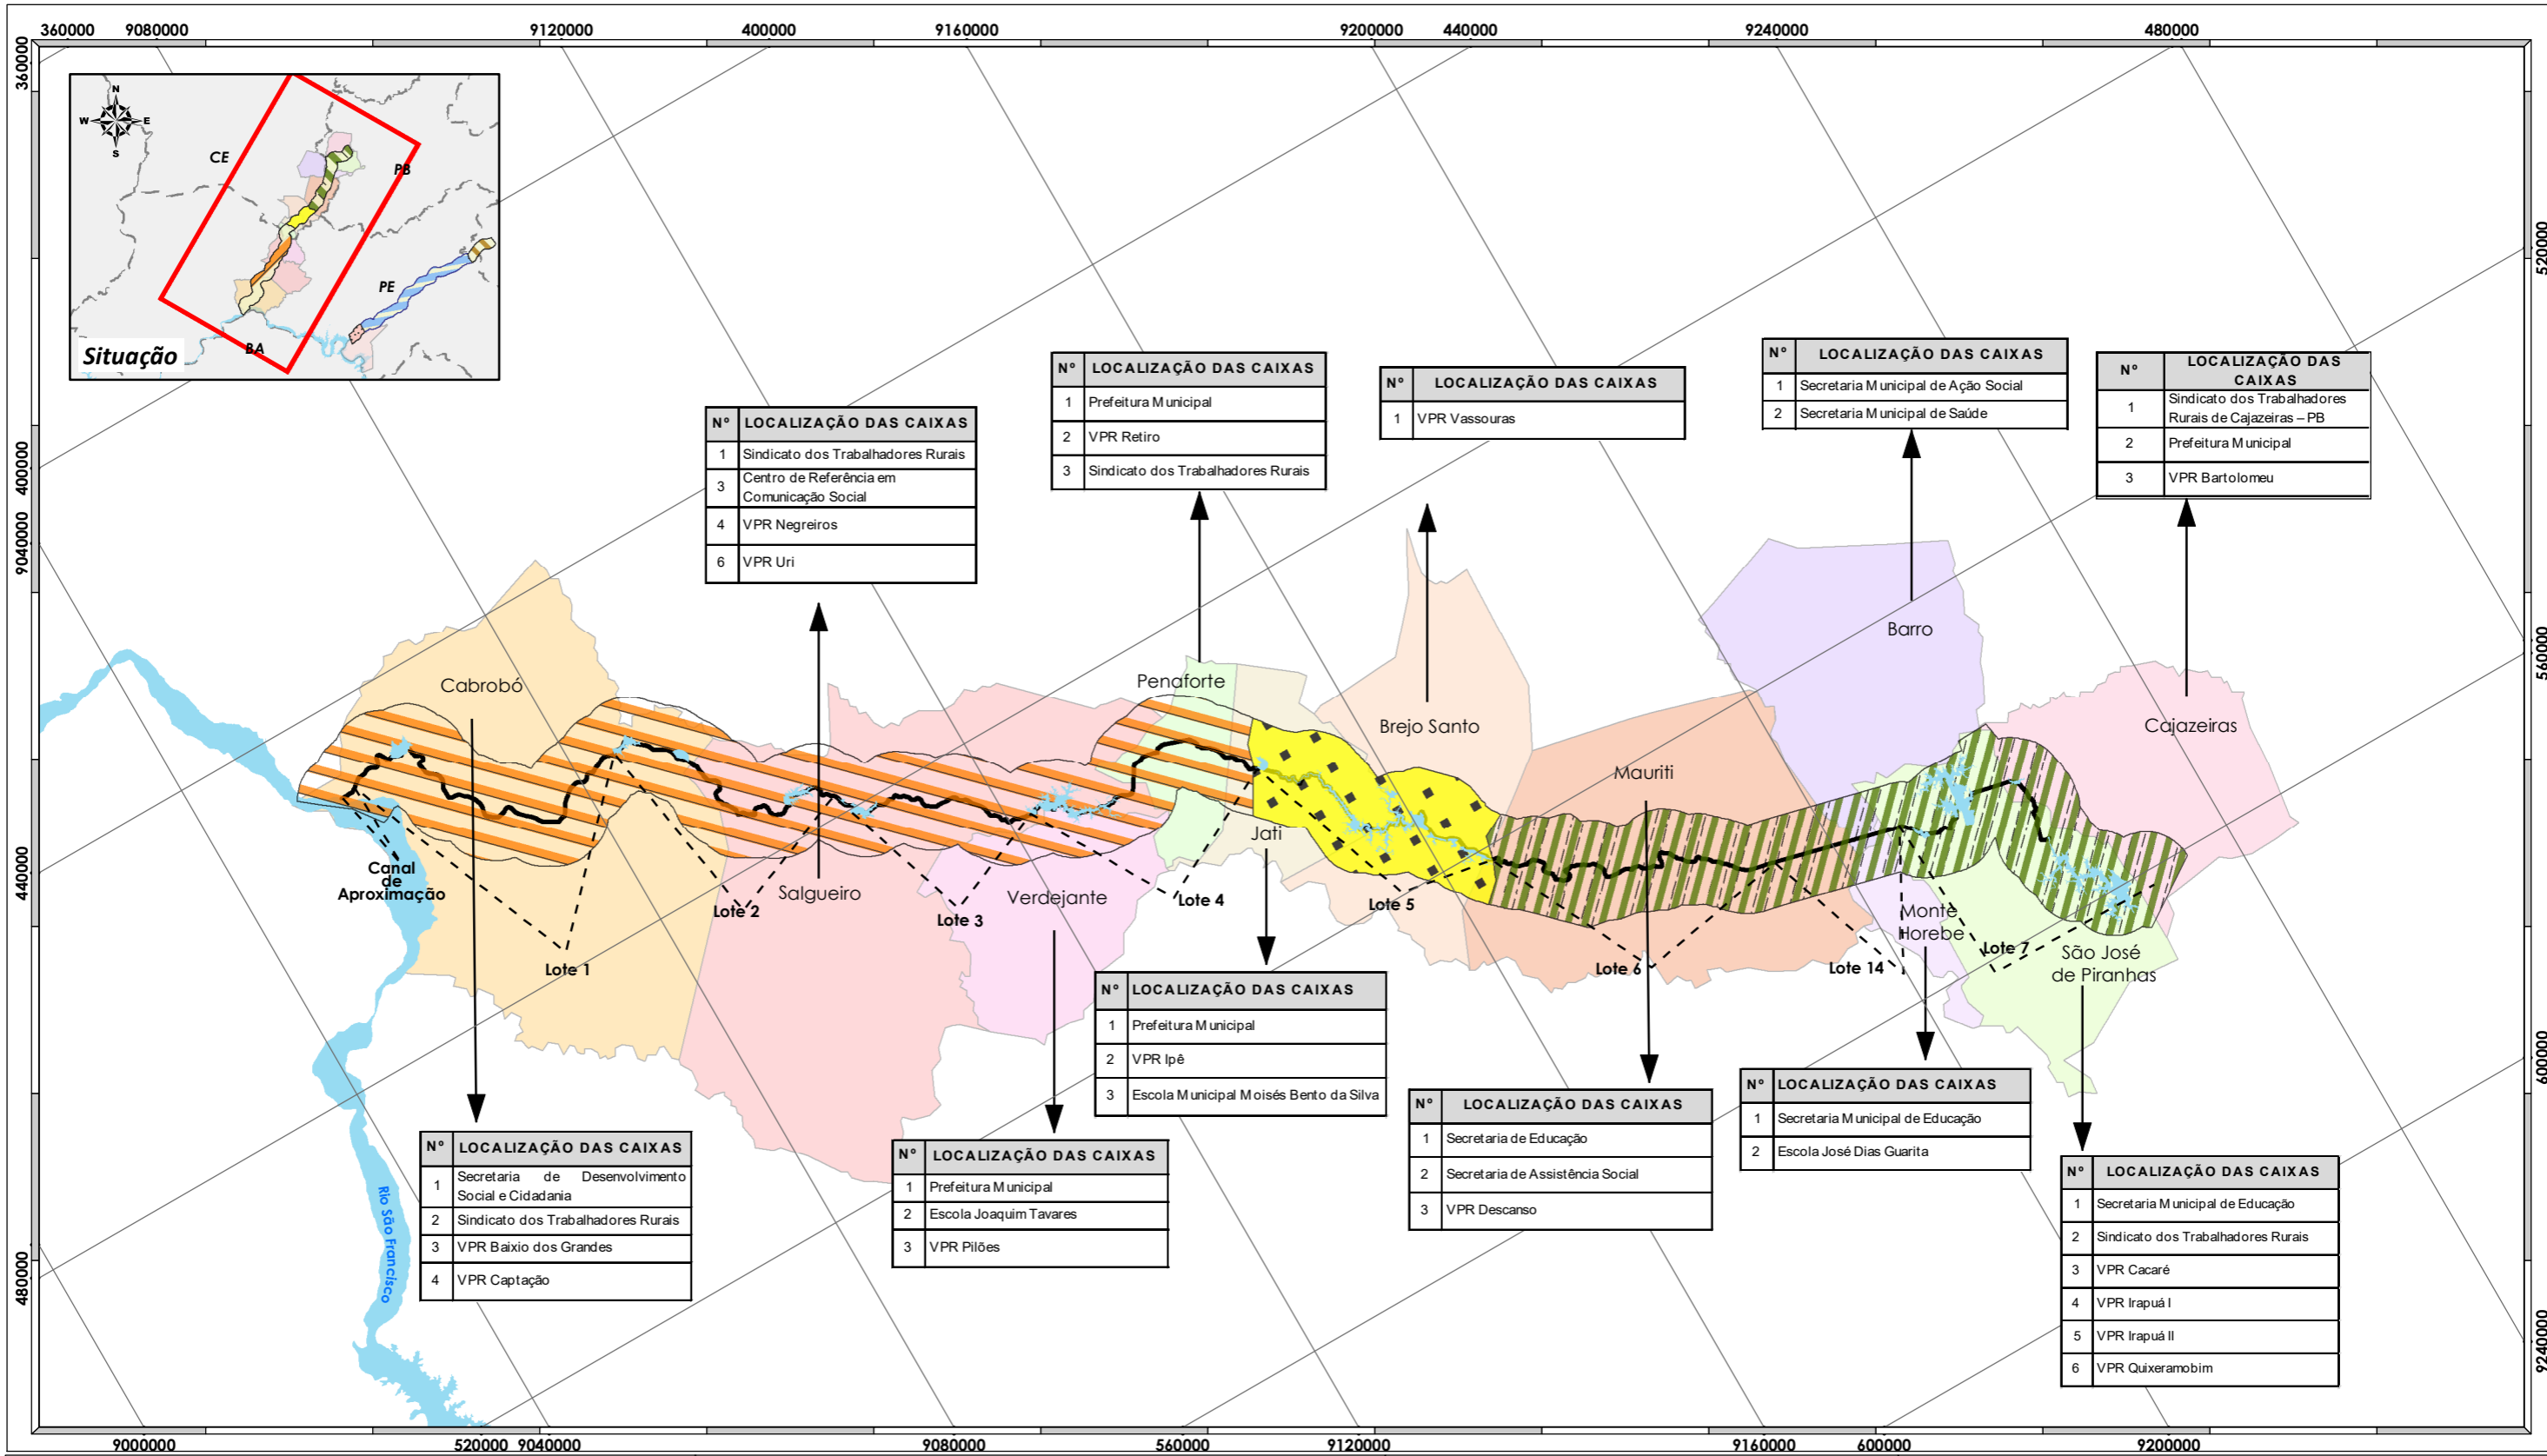 360000 9080000 9120000 400000 9160000 9200000 440000 9240000 480000
360000
400000
9040000
440000
480000
520000
560000
600000
9240000
N
W E
S
CE
PB
PE
BA
Situação
Nº LOCALIZAÇÃO DAS CAIXAS
1 Sindicato dos Trabalhadores Rurais
3 Centro de Referência em
Comunicação Social
4 VPR Negreiros
6 VPR Uri
Nº LOCALIZAÇÃO DAS CAIXAS
1 Prefeitura Municipal
2 VPR Retiro
3 Sindicato dos Trabalhadores Rurais
Nº LOCALIZAÇÃO DAS CAIXAS
1 VPR Vassouras
Nº LOCALIZAÇÃO DAS CAIXAS
1 Secretaria Municipal de Ação Social
2 Secretaria Municipal de Saúde
Nº LOCALIZAÇÃO DAS
CAIXAS
1 Sindicato dos Trabalhadores
Rurais de Cajazeiras – PB
2 Prefeitura Municipal
3 VPR Bartolomeu
Cabrobó
Penaforte
Brejo Santo
Barro
Cajazeiras
Mauriti
Jati
Salgueiro
Verdejante
Monte
Horebe
São José
de Piranhas
Canal
de
Aproximação
Lote 1
Lote 2
Lote 3
Lote 4
Lote 5
Lote 6
Lote 14
Lote 7
Rio São Francisco
Nº LOCALIZAÇÃO DAS CAIXAS
1 Secretaria de Desenvolvimento
Social e Cidadania
2 Sindicato dos Trabalhadores Rurais
3 VPR Baixio dos Grandes
4 VPR Captação
Nº LOCALIZAÇÃO DAS CAIXAS
1 Prefeitura Municipal
2 Escola Joaquim Tavares
3 VPR Pilões
Nº LOCALIZAÇÃO DAS CAIXAS
1 Prefeitura Municipal
2 VPR Ipê
3 Escola Municipal Moisés Bento da Silva
Nº LOCALIZAÇÃO DAS CAIXAS
1 Secretaria de Educação
2 Secretaria de Assistência Social
3 VPR Descanso
Nº LOCALIZAÇÃO DAS CAIXAS
1 Secretaria Municipal de Educação
2 Escola José Dias Guarita
Nº LOCALIZAÇÃO DAS CAIXAS
1 Secretaria Municipal de Educação
2 Sindicato dos Trabalhadores Rurais
3 VPR Cacaré
4 VPR Irapuá I
5 VPR Irapuá II
6 VPR Quixeramobim
9000000 520000 9040000 9080000 560000 9120000 9160000 600000 9200000